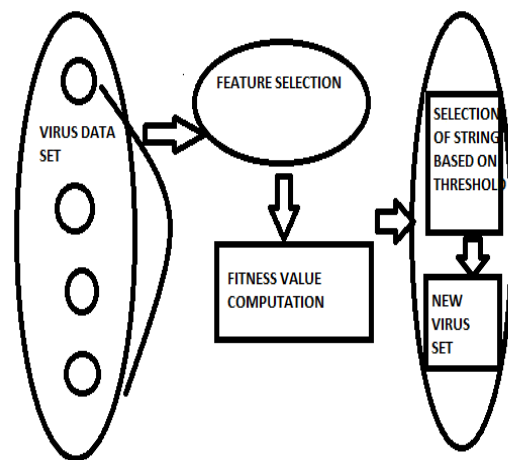 VIRUS DATA
SET
FEATURE SELECTION
FITNESS VALUE
COMPUTATION
SELECTION
OF STRING
BASED ON
THRESHOLD
NEW
VIRUS
SET